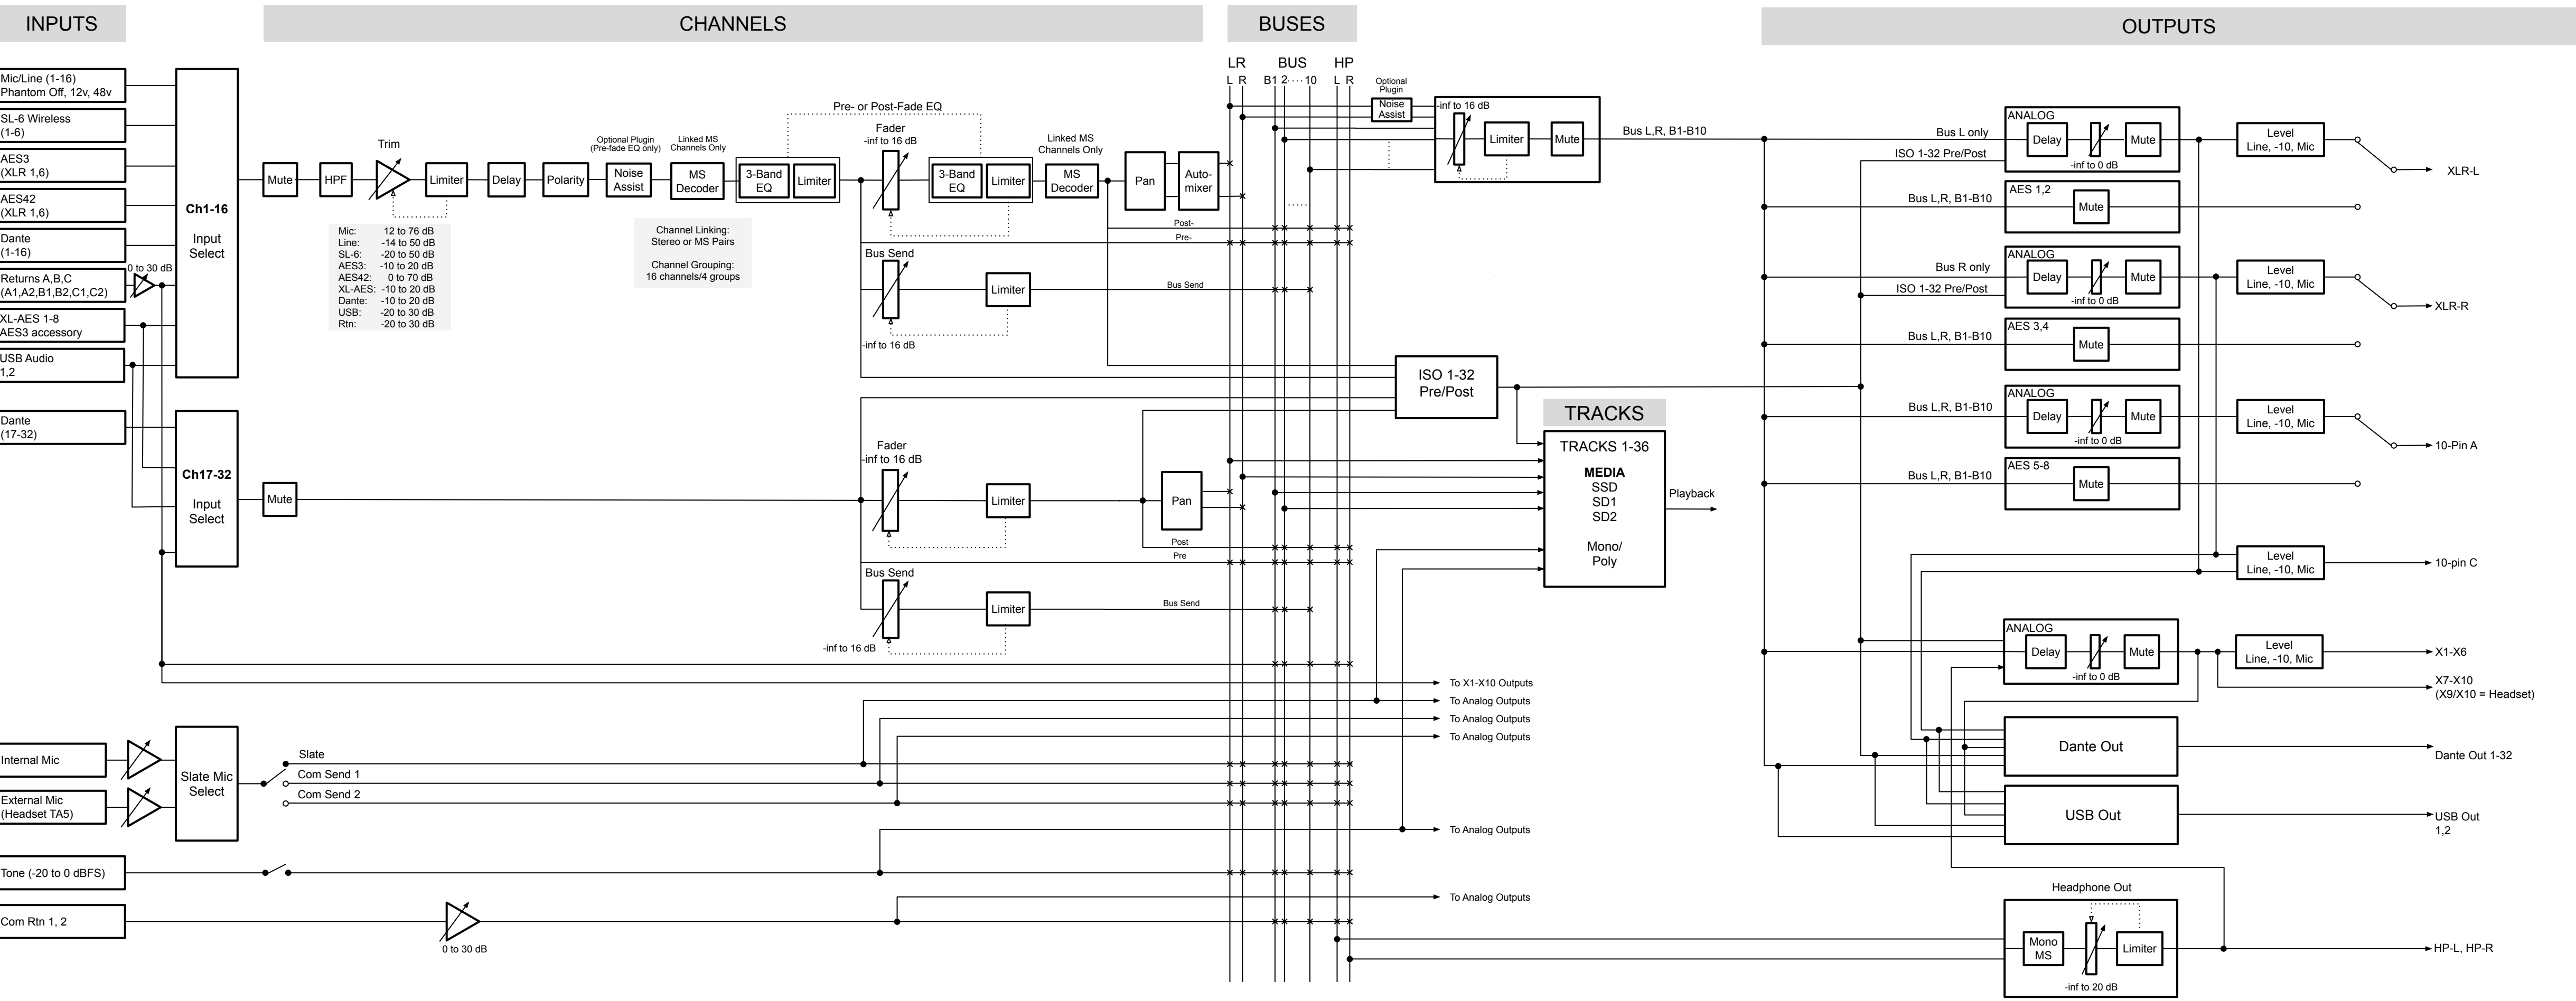 INPUTS
CHANNELS
BUSES
OUTPUTS
Mic/Line (1-16)
Phantom Off, 12v, 48v
SL-6 Wireless
(1-6)
AES3
(XLR 1,6)
AES42
(XLR 1,6)
Dante
(1-16)
0 to 30 dB
Returns A,B,C
(A1,A2,B1,B2,C1,C2)
XL-AES 1-8
AES3 accessory
USB Audio
1,2
Dante
(17-32)
Internal Mic
External Mic
(Headset TA5)
Tone (-20 to 0 dBFS)
Com Rtn 1, 2
Ch1-16
Input
Select
Ch17-32
Input
Select
Slate Mic
Select
Mute
HPF
Trim
Limiter
Delay
Polarity
Optional Plugin
(Pre-fade EQ only)
Noise
Assist
Linked MS
Channels Only
MS
Decoder
Pre- or Post-Fade EQ
3-Band
EQ
Limiter
Fader
-inf to 16 dB
3-Band
EQ
Limiter
Linked MS
Channels Only
MS
Decoder
Pan
Auto-
mixer
Mic: 12 to 76 dB
Line: -14 to 50 dB
SL-6: -20 to 50 dB
AES3: -10 to 20 dB
AES42: 0 to 70 dB
XL-AES: -10 to 20 dB
Dante: -10 to 20 dB
USB: -20 to 30 dB
Rtn: -20 to 30 dB
Channel Linking:
Stereo or MS Pairs
Channel Grouping:
16 channels/4 groups
Post-
Pre-
Bus Send
Limiter
Bus Send
-inf to 16 dB
Mute
Fader
-inf to 16 dB
Limiter
Pan
Post
Pre
Bus Send
Limiter
Bus Send
-inf to 16 dB
Slate
Com Send 1
Com Send 2
0 to 30 dB
LR
BUS
HP
L R
B1 2 ···· 10
L R
Optional
Plugin
Noise
Assist
-inf to 16 dB
Limiter
Mute
Bus L,R, B1-B10
ISO 1-32
Pre/Post
TRACKS
TRACKS 1-36
MEDIA
SSD
SD1
SD2
Mono/
Poly
Playback
To X1-X10 Outputs
To Analog Outputs
To Analog Outputs
To Analog Outputs
To Analog Outputs
To Analog Outputs
Bus L only
ISO 1-32 Pre/Post
ANALOG
Delay
Mute
-inf to 0 dB
Level
Line, -10, Mic
XLR-L
Bus L,R, B1-B10
AES 1,2
Mute
Bus R only
ISO 1-32 Pre/Post
ANALOG
Delay
Mute
-inf to 0 dB
Level
Line, -10, Mic
XLR-R
Bus L,R, B1-B10
AES 3,4
Mute
Bus L,R, B1-B10
ANALOG
Delay
Mute
-inf to 0 dB
Level
Line, -10, Mic
10-Pin A
Bus L,R, B1-B10
AES 5-8
Mute
Level
Line, -10, Mic
10-pin C
ANALOG
Delay
Mute
-inf to 0 dB
Level
Line, -10, Mic
X1-X6
X7-X10
(X9/X10 = Headset)
Dante Out
Dante Out 1-32
USB Out
USB Out
1,2
Headphone Out
Mono
MS
Limiter
-inf to 20 dB
HP-L, HP-R